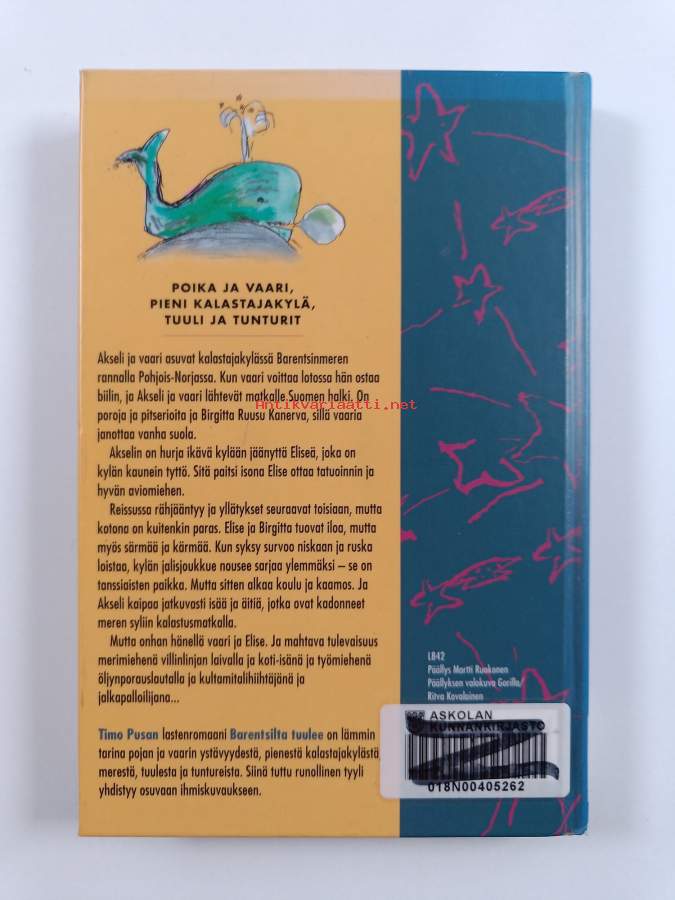 POIKA JA VAARI,
PIENI KALASTAJAKYLÄ,
TUULI JA TUNTURIT
Akseli ja vaari asuvat kalastajakylässä Barentsinmeren
rannalla Pohjois-Norjassa. Kun vaari voittaa lotossa hän ostaa
biilin, ja Akseli ja vaari lähtevät matkalle Suomen halki. On
Antikvariaatti.net
poroja ja pitserioita ja Birgitta Ruusu Kanerva, sillä vaaria
janottaa vanha suola.
Akselin on hurja ikävä kylään jäänyttä Eliseä, joka on
kylän kaunein tyttö. Sitä paitsi isona Elise ottaa tatuoinnin ja
hyvän aviomiehen.
Reissussa rähjääntyy ja yllätykset seuraavat toisiaan, mutta
kotona on kuitenkin paras. Elise ja Birgitta tuovat iloa, mutta
myös särmää ja kärmää. Kun syksy survoo niskaan ja ruska
loistaa, kylän jalisjoukkue nousee sarjaa ylemmäksi – se on
tanssiaisten paikka. Mutta sitten alkaa koulu ja kaamos. Ja
Akseli kaipaa jatkuvasti isää ja äitiä, jotka ovat kadonneet
meren syliin kalastusmatkalla.
Mutta onhan hänellä vaari ja Elise. Ja mahtava tulevaisuus
merimiehenä villinlinjan laivalla ja koti-isänä ja työmiehenä
öljynporauslautalla ja kultamitalihiihtäjänä ja
jalkapalloilijana...
Timo Pusan lastenromaani Barentsilta tuulee on lämmin
tarina pojan ja vaarin ystävyydestä, pienestä kalastajakylästä,
merestä, tuulesta ja tuntureista. Siinä tuttu runollinen tyyli
yhdistyy osuvaan ihmiskuvaukseen.
L84.2
Päällys Martti Ruokonen
Päällyksen valokuva Gorilla/
Ritva Kovalainen
ASKOLAN
KUNNANKIRJASTO
018N00405262